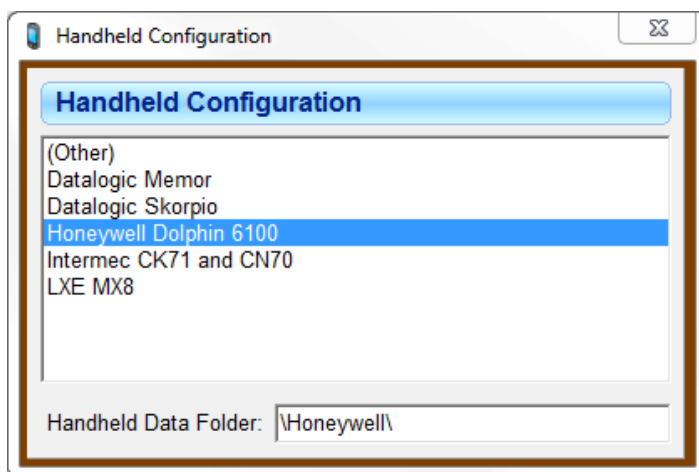 Handheld Configuration
Handheld Configuration
(Other)
Datalogic Memor
Datalogic Skorpio
Honeywell Dolphin 6100
Intermec CK71 and CN70
LXE MX8
Handheld Data Folder: \Honeywell\